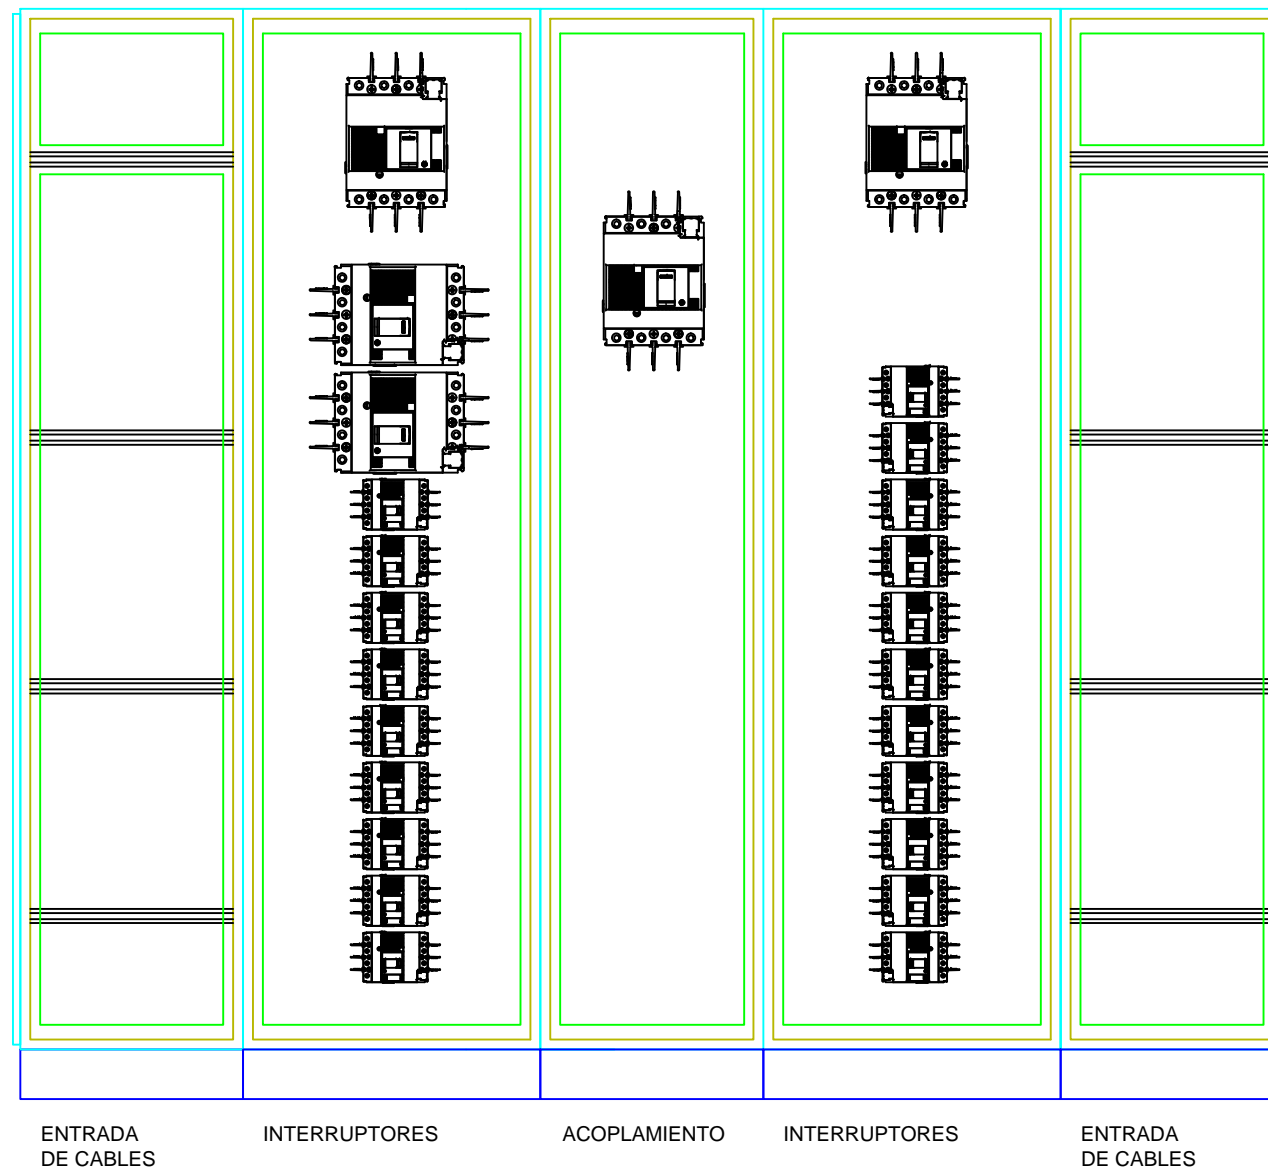 ENTRADA
DE CABLES
INTERRUPTORES
ACOPLAMIENTO
INTERRUPTORES
ENTRADA
DE CABLES